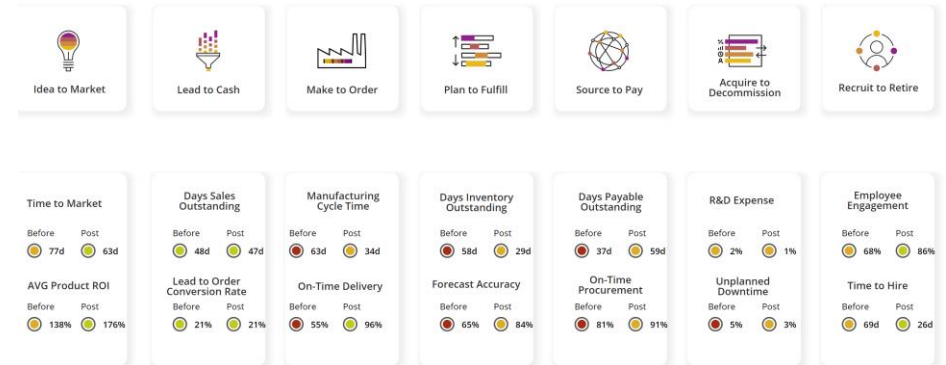 Idea to Market
Lead to Cash
Make to Order
Plan to Fulfill
Source to Pay
Acquire to
Decommission
Recruit to Retire
Time to Market
Before Post
77d 63d
AVG Product ROI
Before Post
138% 176%
Days Sales
Outstanding
Before Post
48d 47d
Lead to Order
Conversion Rate
Before Post
21% 21%
Manufacturing
Cycle Time
Before Post
63d 34d
On-Time Delivery
Before Post
55% 96%
Days Inventory
Outstanding
Before Post
58d 29d
Forecast Accuracy
Before Post
65% 84%
Days Payable
Outstanding
Before Post
37d 59d
On-Time
Procurement
Before Post
81% 91%
R&D Expense
Before Post
2% 1%
Unplanned
Downtime
Before Post
5% 3%
Employee
Engagement
Before Post
68% 86%
Time to Hire
Before Post
69d 26d